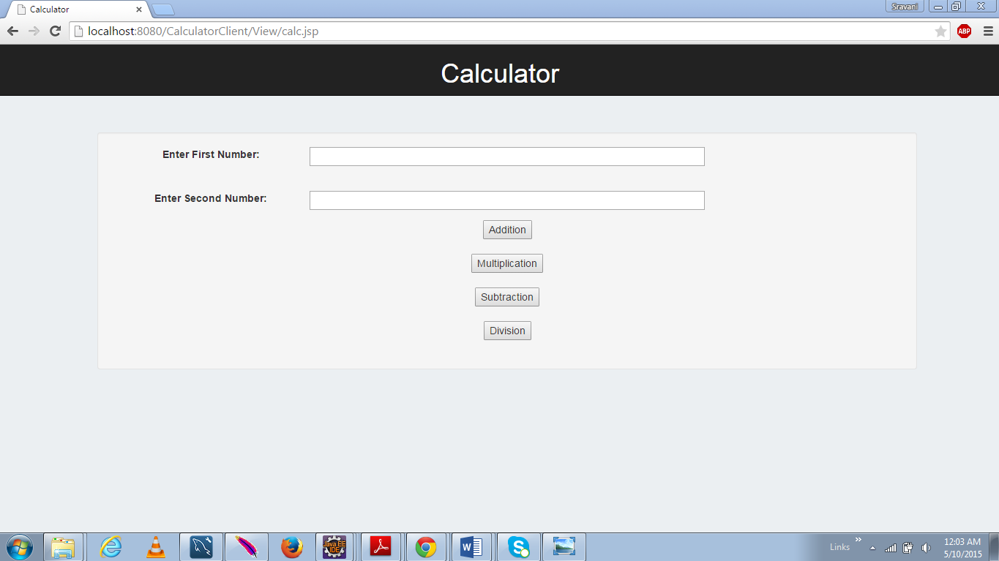 Calculator
Sravani
localhost:8080/CalculatorClient/View/calc.jsp
ABP
Calculator
Enter First Number:
Enter Second Number:
Addition
Multiplication
Subtraction
Division
Java EE
IDE
W
S
Links
12:03 AM
5/10/2015